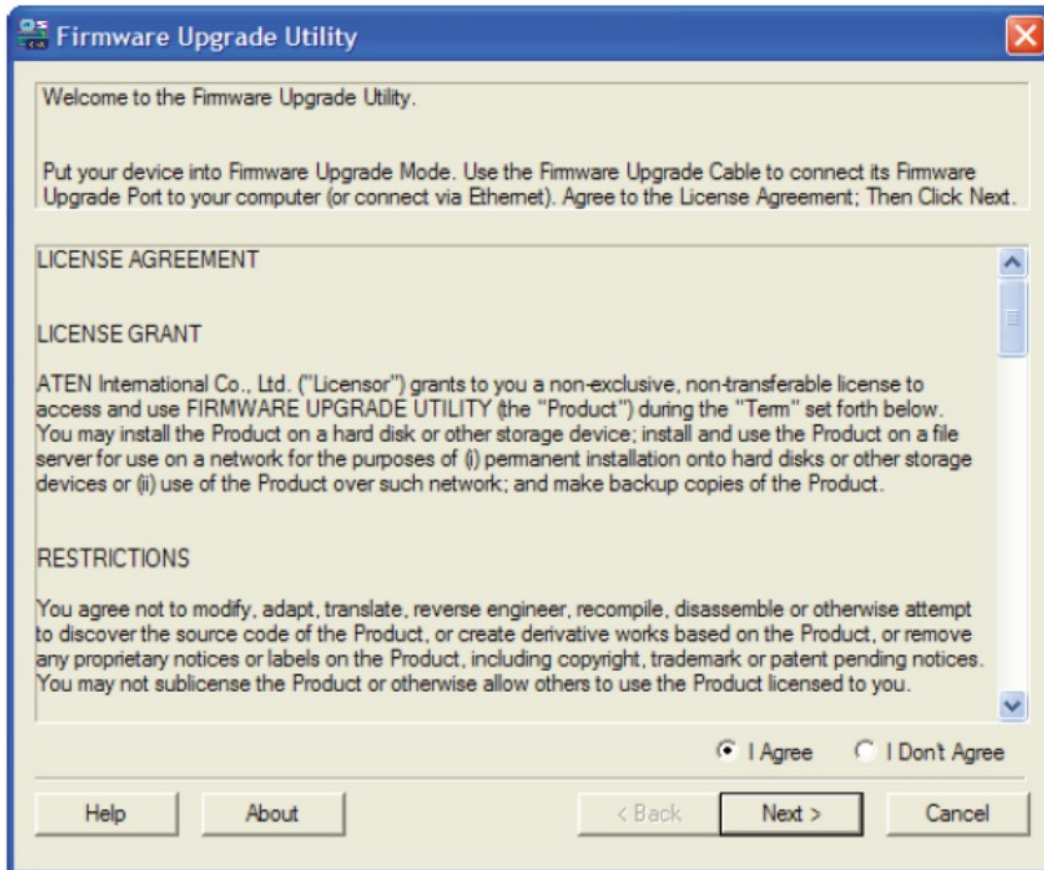 Firmware Upgrade Utility
Welcome to the Firmware Upgrade Utility.
Put your device into Firmware Upgrade Mode. Use the Firmware Upgrade Cable to connect its Firmware
Upgrade Port to your computer (or connect via Ethernet). Agree to the License Agreement; Then Click Next.
LICENSE AGREEMENT
LICENSE GRANT
ATEN International Co., Ltd. ("Licensor") grants to you a non-exclusive, non-transferable license to
access and use FIRMWARE UPGRADE UTILITY (the "Product") during the "Term" set forth below.
You may install the Product on a hard disk or other storage device; install and use the Product on a file
server for use on a network for the purposes of (i) permanent installation onto hard disks or other storage
devices or (ii) use of the Product over such network; and make backup copies of the Product.
RESTRICTIONS
You agree not to modify, adapt, translate, reverse engineer, recompile, disassemble or otherwise attempt
to discover the source code of the Product, or create derivative works based on the Product, or remove
any proprietary notices or labels on the Product, including copyright, trademark or patent pending notices.
You may not sublicense the Product or otherwise allow others to use the Product licensed to you.
I Agree I Don't Agree
Help About < Back Next > Cancel